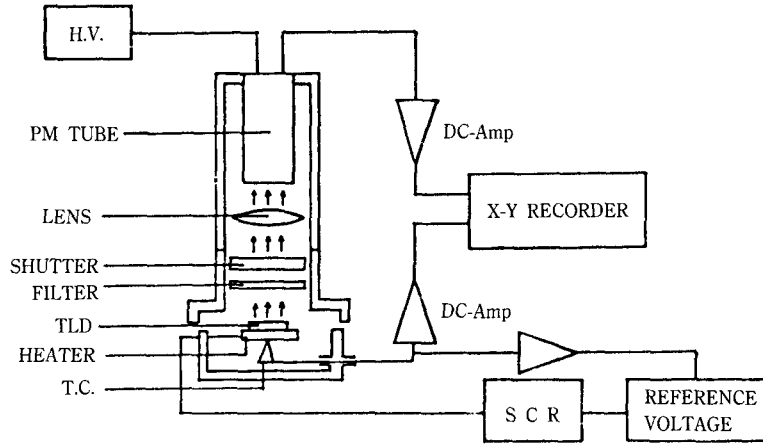 H.V.
PM TUBE
DC-Amp
LENS
X-Y RECORDER
SHUTTER
FILTER
DC-Amp
TLD
HEATER
T.C.
S C R
REFERENCE
VOLTAGE